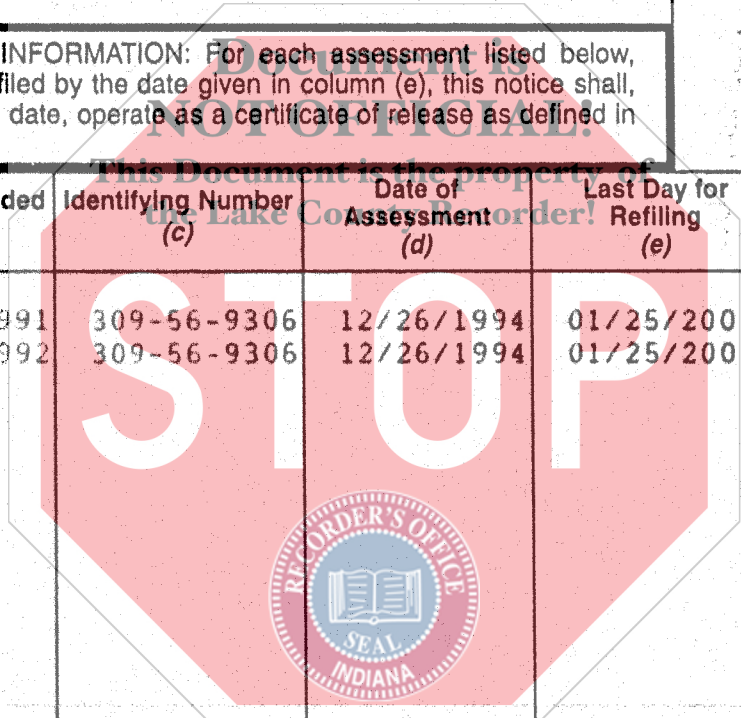 INFORMATION: For each assessment listed below,
filed by the date given in column (e), this notice shall,
date, operate as a certificate of release as defined in
Document is
NOT OFFICIAL!
This Document is the property of
the Lake County Recorder!
ded Identifying Number (c) Date of Assessment (d) Last Day for Refiling (e)
991 309-56-9306 12/26/1994 01/25/200
992 309-56-9306 12/26/1994 01/25/200
STOP
RECORDER'S OFFICE
SEAL
INDIANA